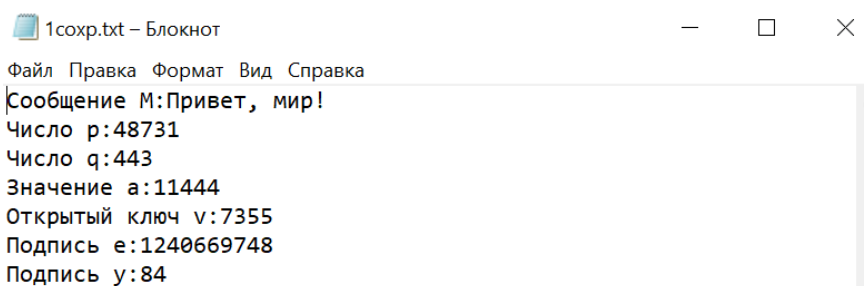 1сохр.txt – Блокнот
Файл Правка Формат Вид Справка
Сообщение M:Привет, мир!
Число p:48731
Число q:443
Значение a:11444
Открытый ключ v:7355
Подпись e:1240669748
Подпись y:84